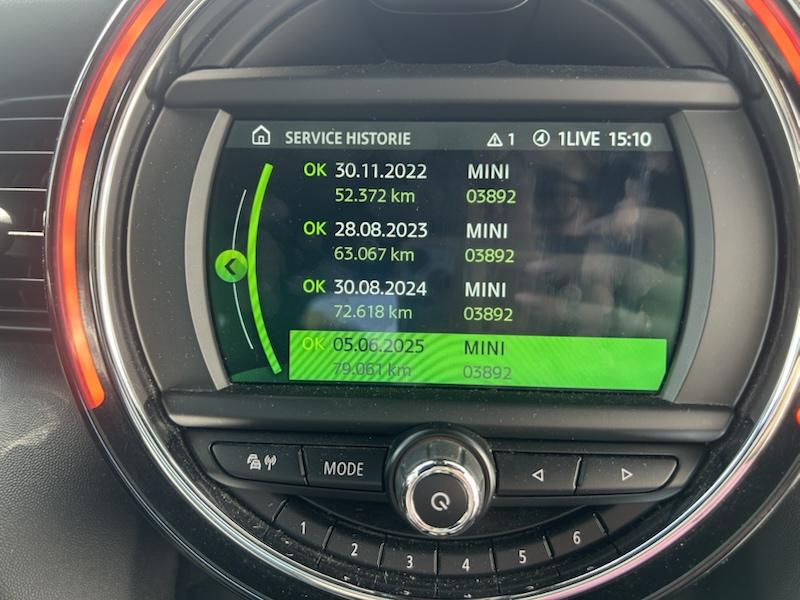 SERVICE HISTORIE 1 1LIVE 15:10
OK 30.11.2022 MINI
52.372 km 03892
OK 28.08.2023 MINI
63.067 km 03892
OK 30.08.2024 MINI
72.618 km 03892
OK 05.06.2025 MINI
79.061 km 03892
MODE
1 2 3 4 5 6